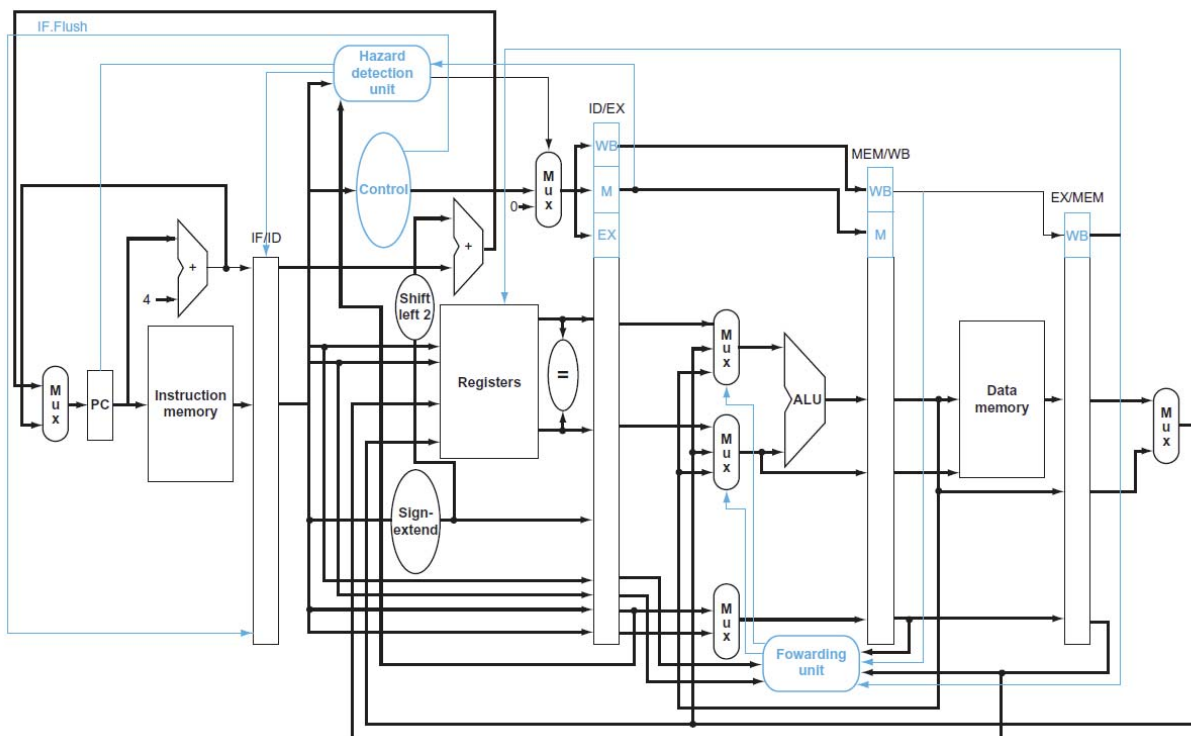 IF.Flush
Hazard
detection
unit
ID/EX
WB
MEM/WB
Control
M
u
x
M
WB
EX/MEM
0
IF/ID
EX
M
WB
+
+
4
Shift
left 2
M
u
x
PC
Instruction
memory
Registers
=
M
u
x
ALU
Data
memory
M
u
x
M
u
x
Sign-
extend
M
u
x
Fowarding
unit